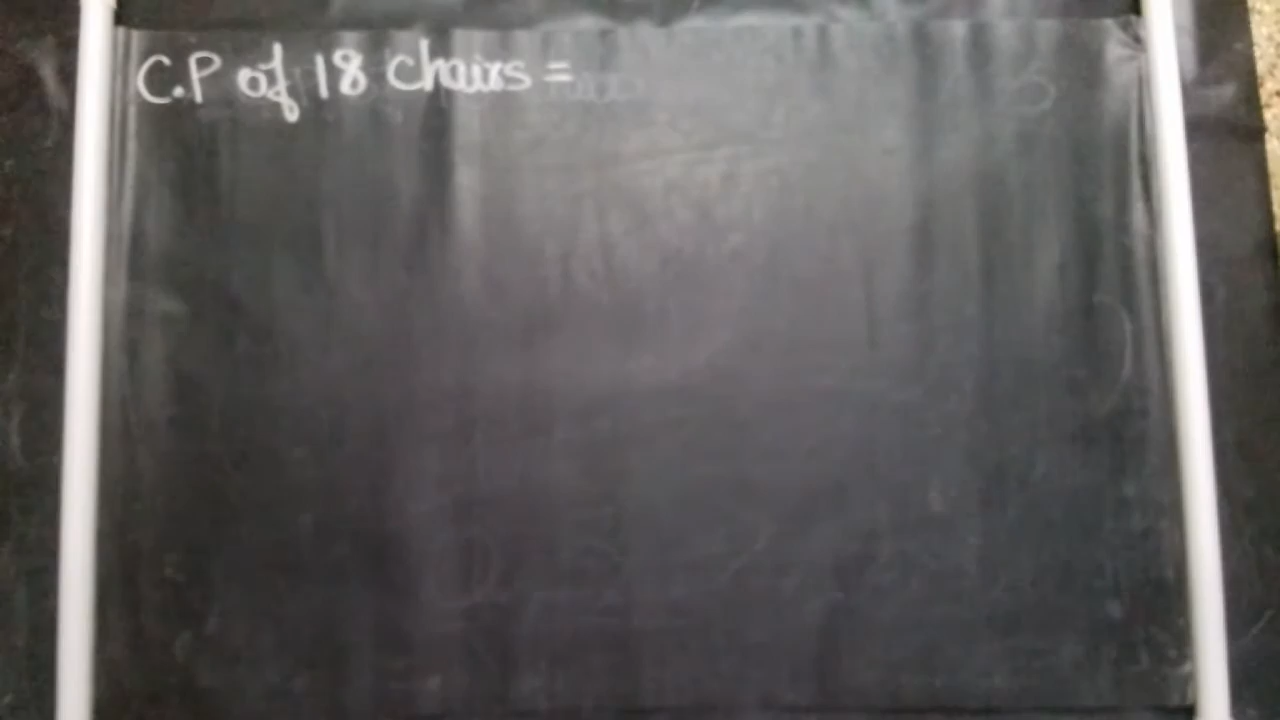 C.P of 18 Chairs =